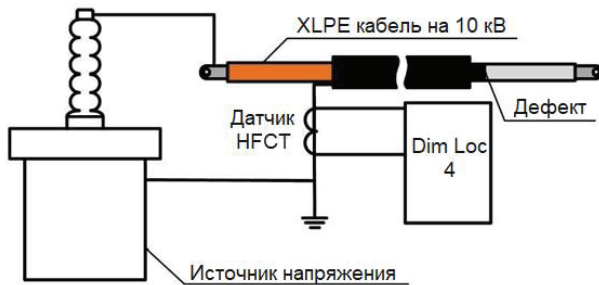 XLPE кабель на 10 кВ
Датчик
HFCT
Dim Loc
4
Дефект
Источник напряжения